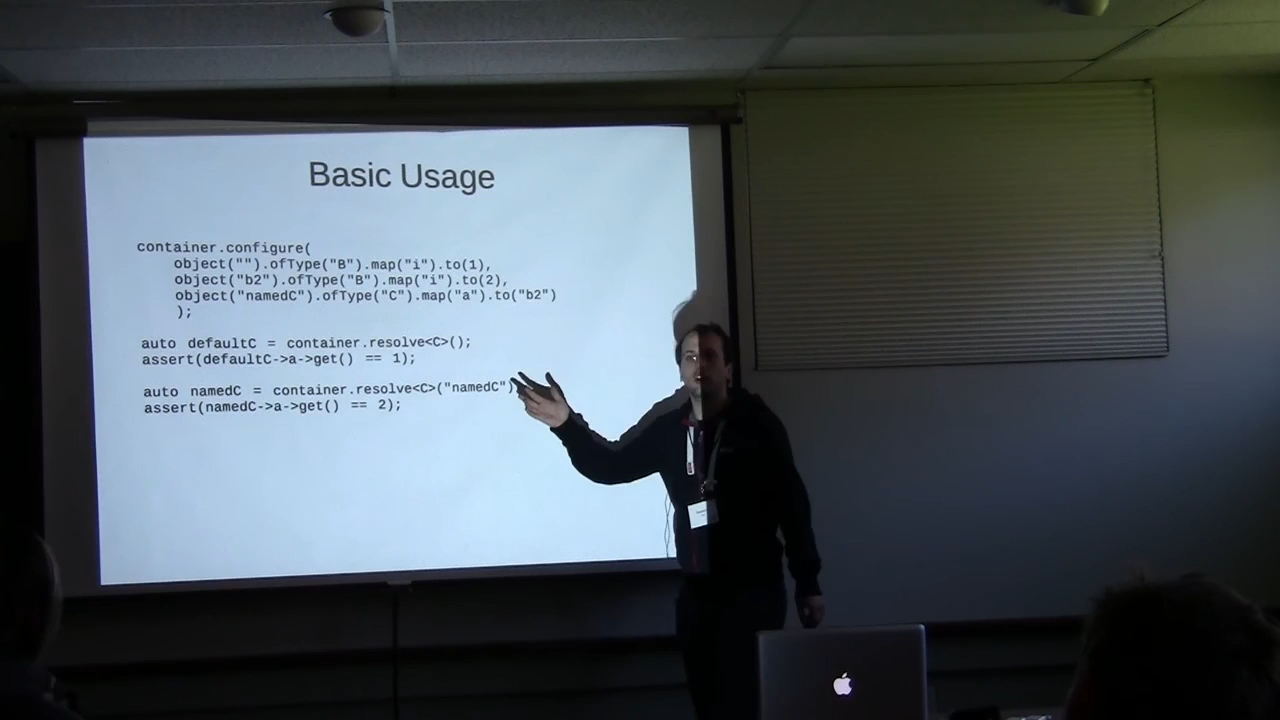 Basic Usage
container.configure(
object("").ofType("B").map("i").to(1),
object("b2").ofType("B").map("i").to(2),
object("namedC").ofType("C").map("a").to("b2")
);
auto defaultC = container.resolve<C>();
assert(defaultC->a->get() == 1);
auto namedC = container.resolve<C>("namedC")
assert(namedC->a->get() == 2);